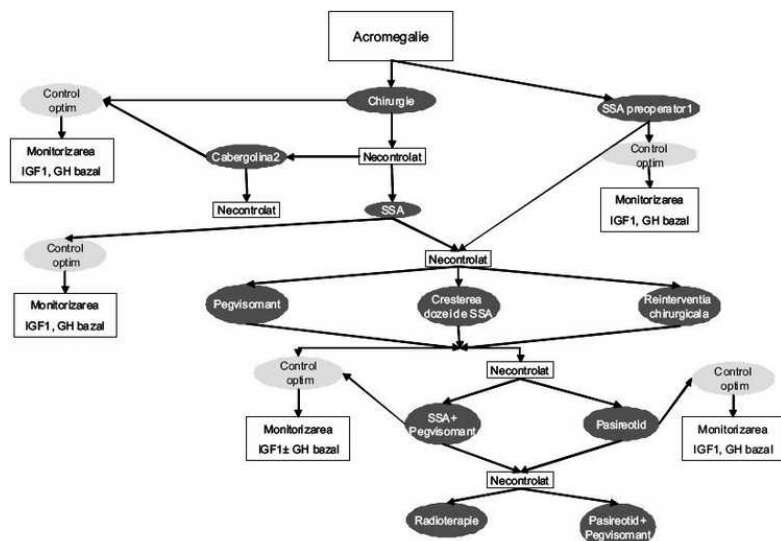 Acromegalie
Control
optim
Chirurgie
SSA preoperator1
Monitorizarea
IGF1, GH bazal
Cabergolina2
Necontrolat
Control
optim
Necontrolat
SSA
Monitorizarea
IGF1, GH bazal
Control
optim
Necontrolat
Monitorizarea
IGF1, GH bazal
Pegvisomant
Cresterea
dozei de SSA
Reinterventia
chirurgicala
Control
optim
Necontrolat
Control
optim
Monitorizarea
IGF1± GH bazal
SSA+
Pegvisomant
Pasireotid
Monitorizarea
IGF1, GH bazal
Necontrolat
Radioterapie
Pasireotid+
Pegvisomant